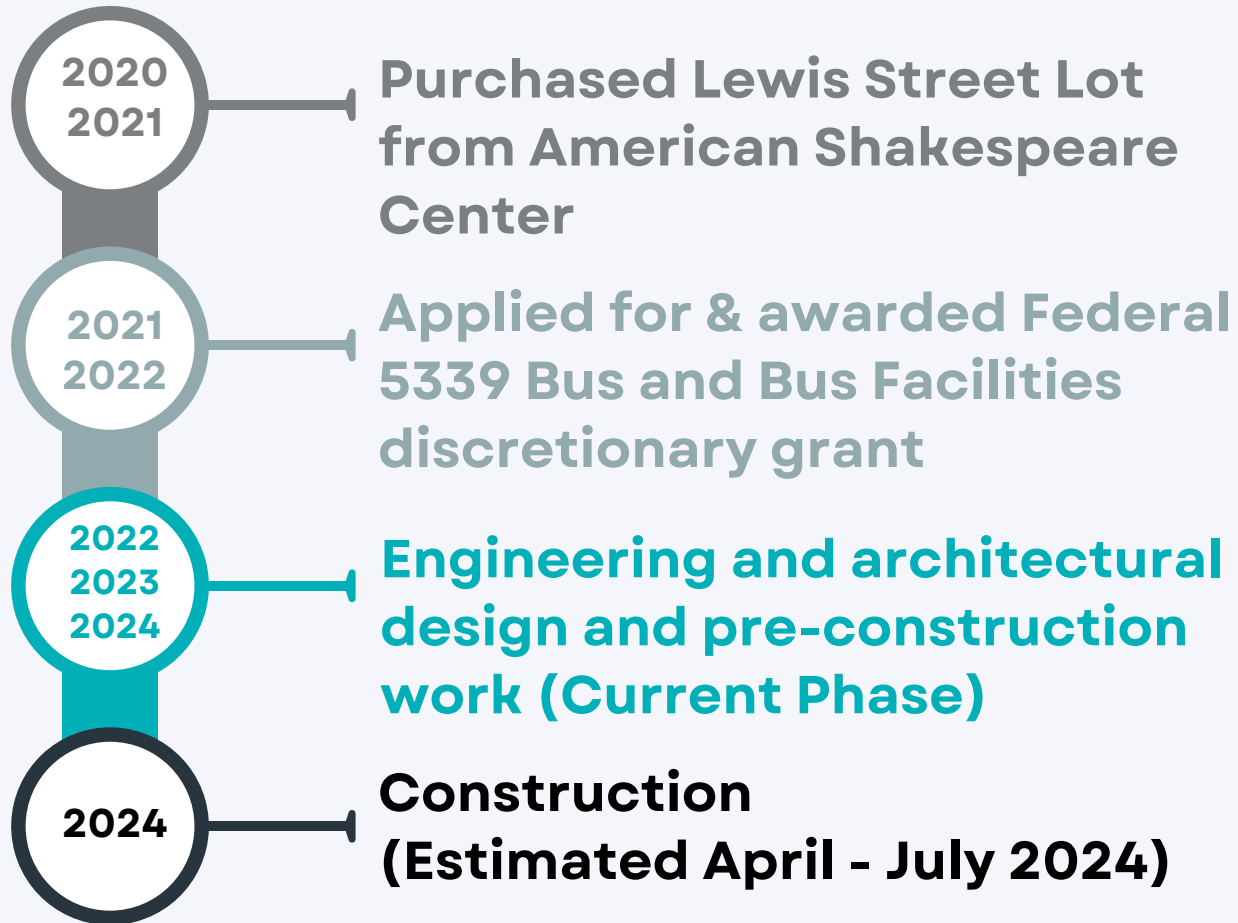 2020
2021
Purchased Lewis Street Lot
from American Shakespeare
Center
2021
2022
Applied for & awarded Federal
5339 Bus and Bus Facilities
discretionary grant
2022
2023
2024
Engineering and architectural
design and pre-construction
work (Current Phase)
2024
Construction
(Estimated April - July 2024)